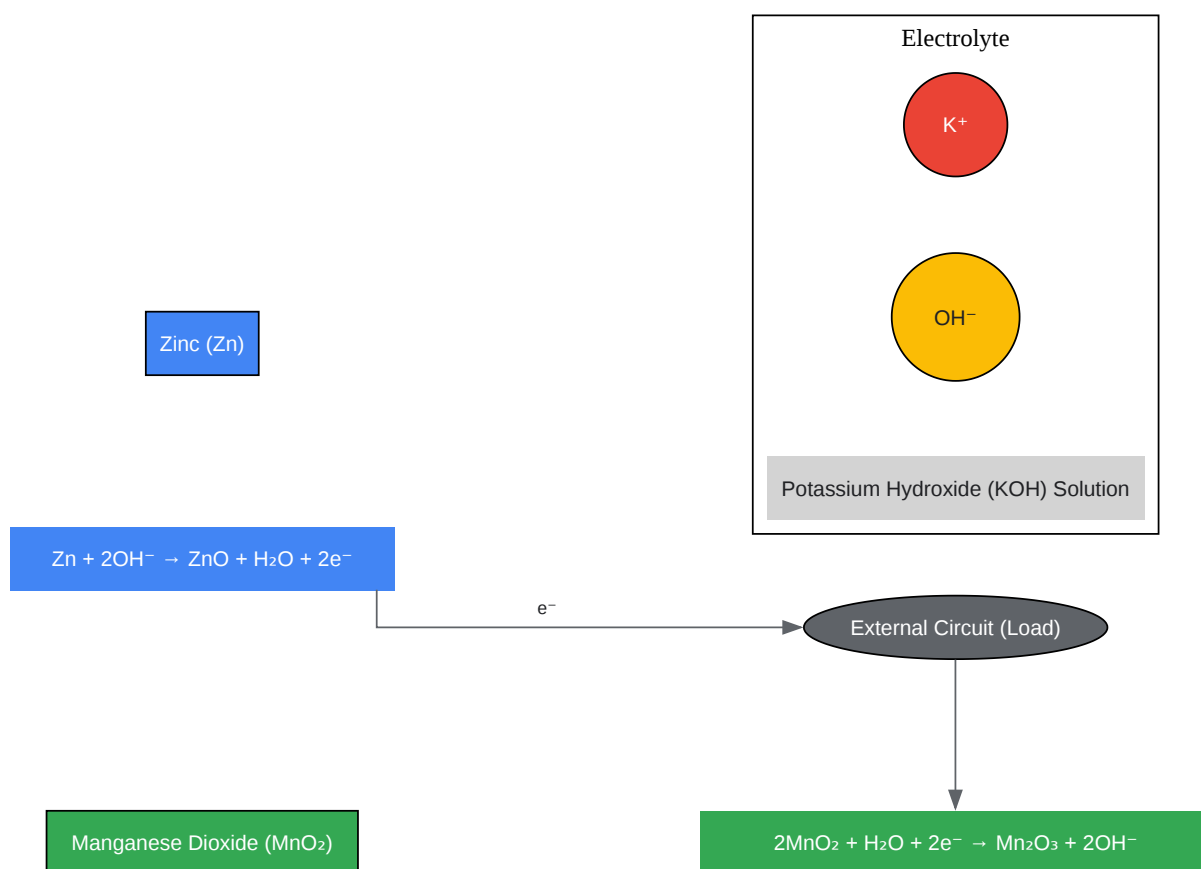 Electrolyte
K⁺
OH⁻
Zinc (Zn)
Potassium Hydroxide (KOH) Solution
Zn + 2OH⁻ → ZnO + H₂O + 2e⁻
e⁻
External Circuit (Load)
Manganese Dioxide (MnO₂)
2MnO₂ + H₂O + 2e⁻ → Mn₂O₃ + 2OH⁻